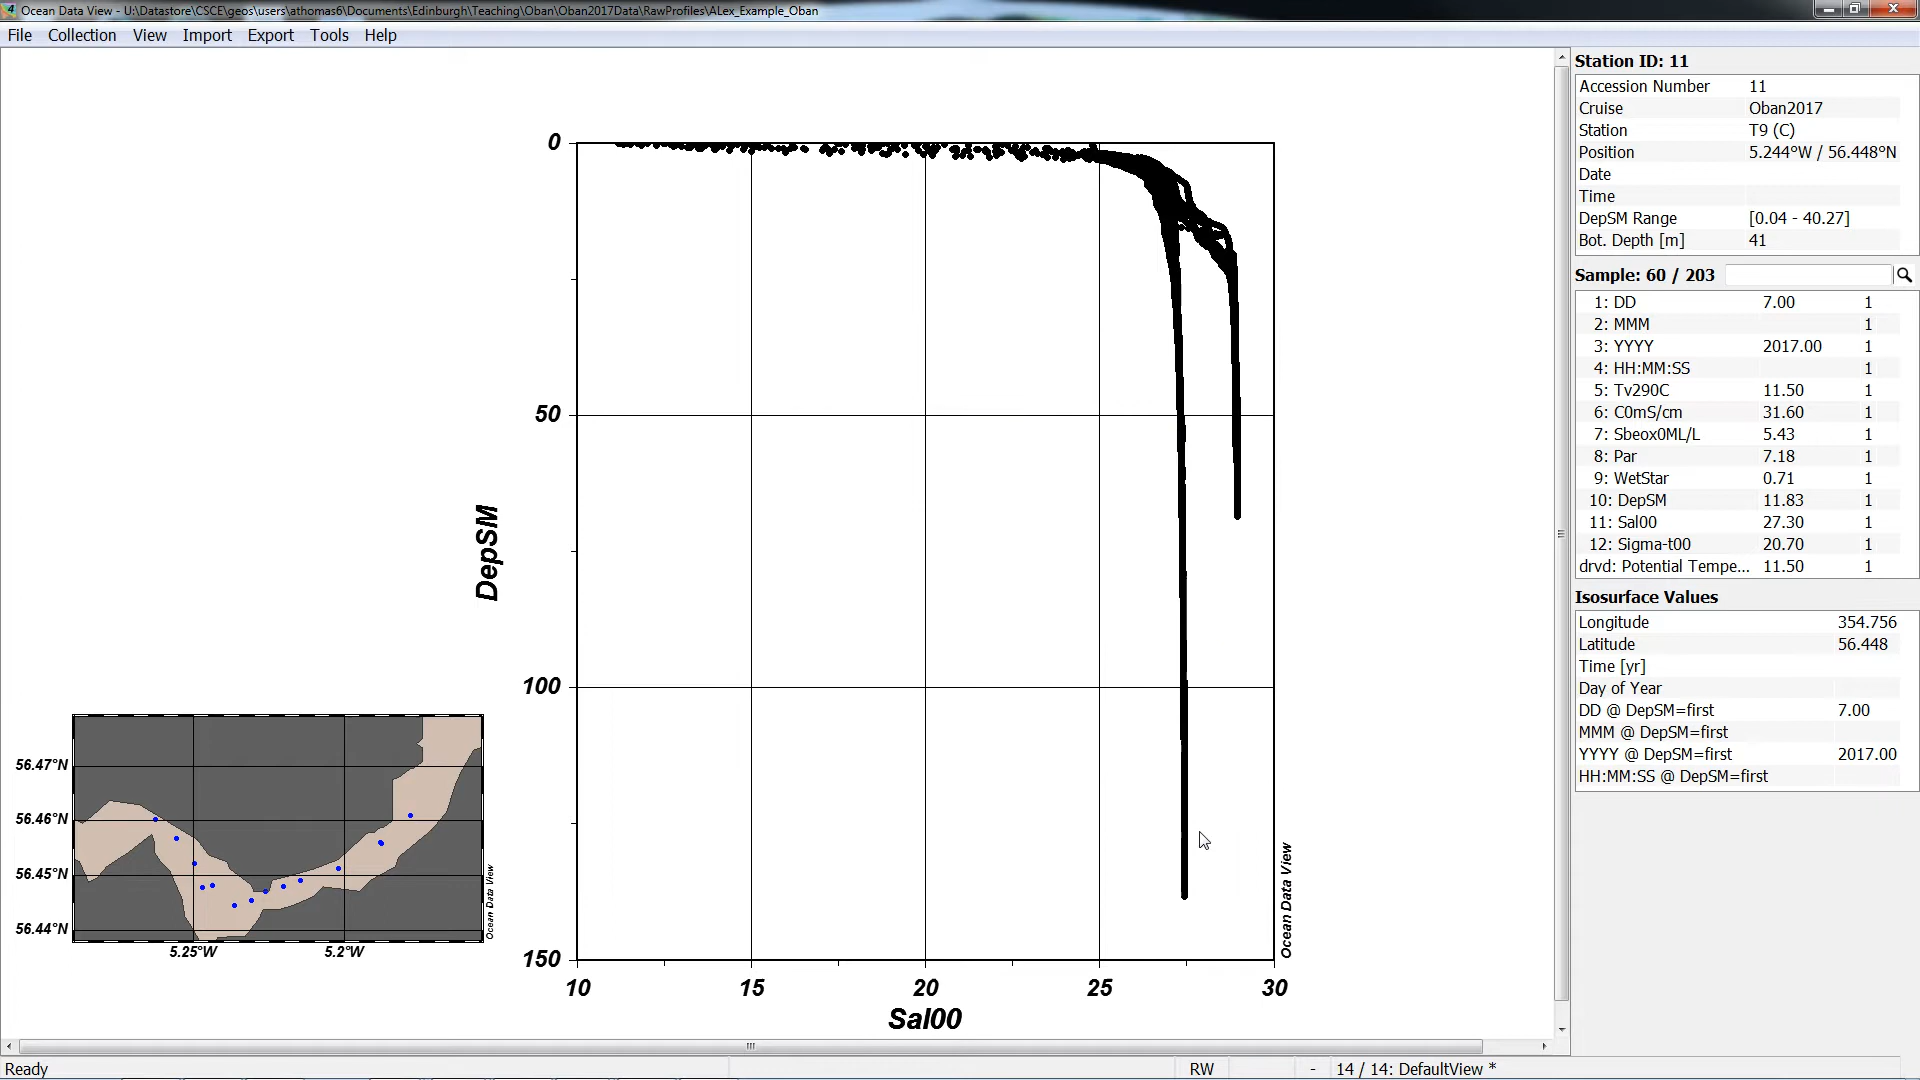 Ocean Data View - U:\Datastore\CSCE\geos\users\athomas6\Documents\Edinburgh\Teaching\Oban\Oban2017Data\RawProfiles\ALex_Example_Oban
File Collection View Import Export Tools Help
Station ID: 11
Accession Number 11
Cruise Oban2017
Station T9 (C)
Position 5.244°W / 56.448°N
Date
Time
DepSM Range [0.04 - 40.27]
Bot. Depth [m] 41
Sample: 60 / 203
1: DD 7.00 1
2: MMM 1
3: YYYY 2017.00 1
4: HH:MM:SS 1
5: Tv290C 11.50 1
6: C0mS/cm 31.60 1
7: Sbeox0ML/L 5.43 1
8: Par 7.18 1
9: WetStar 0.71 1
10: DepSM 11.83 1
11: Sal00 27.30 1
12: Sigma-t00 20.70 1
drvd: Potential Tempe... 11.50 1
Isosurface Values
Longitude 354.756
Latitude 56.448
Time [yr]
Day of Year
DD @ DepSM=first 7.00
MMM @ DepSM=first
YYYY @ DepSM=first 2017.00
HH:MM:SS @ DepSM=first
0
50
100
150
DepSM
10 15 20 25 30
Sal00
Ocean Data View
56.47°N
56.46°N
56.45°N
56.44°N
5.25°W 5.2°W
Ocean Data View
Ready RW - 14 / 14: DefaultView *